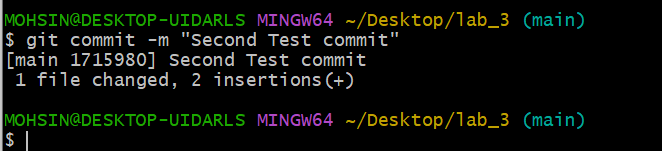 MOHSIN@DESKTOP-UIDARLS MINGW64 ~/Desktop/lab_3 (main)
$ git commit -m "Second Test commit"
[main 1715980] Second Test commit
 1 file changed, 2 insertions(+)
MOHSIN@DESKTOP-UIDARLS MINGW64 ~/Desktop/lab_3 (main)
$